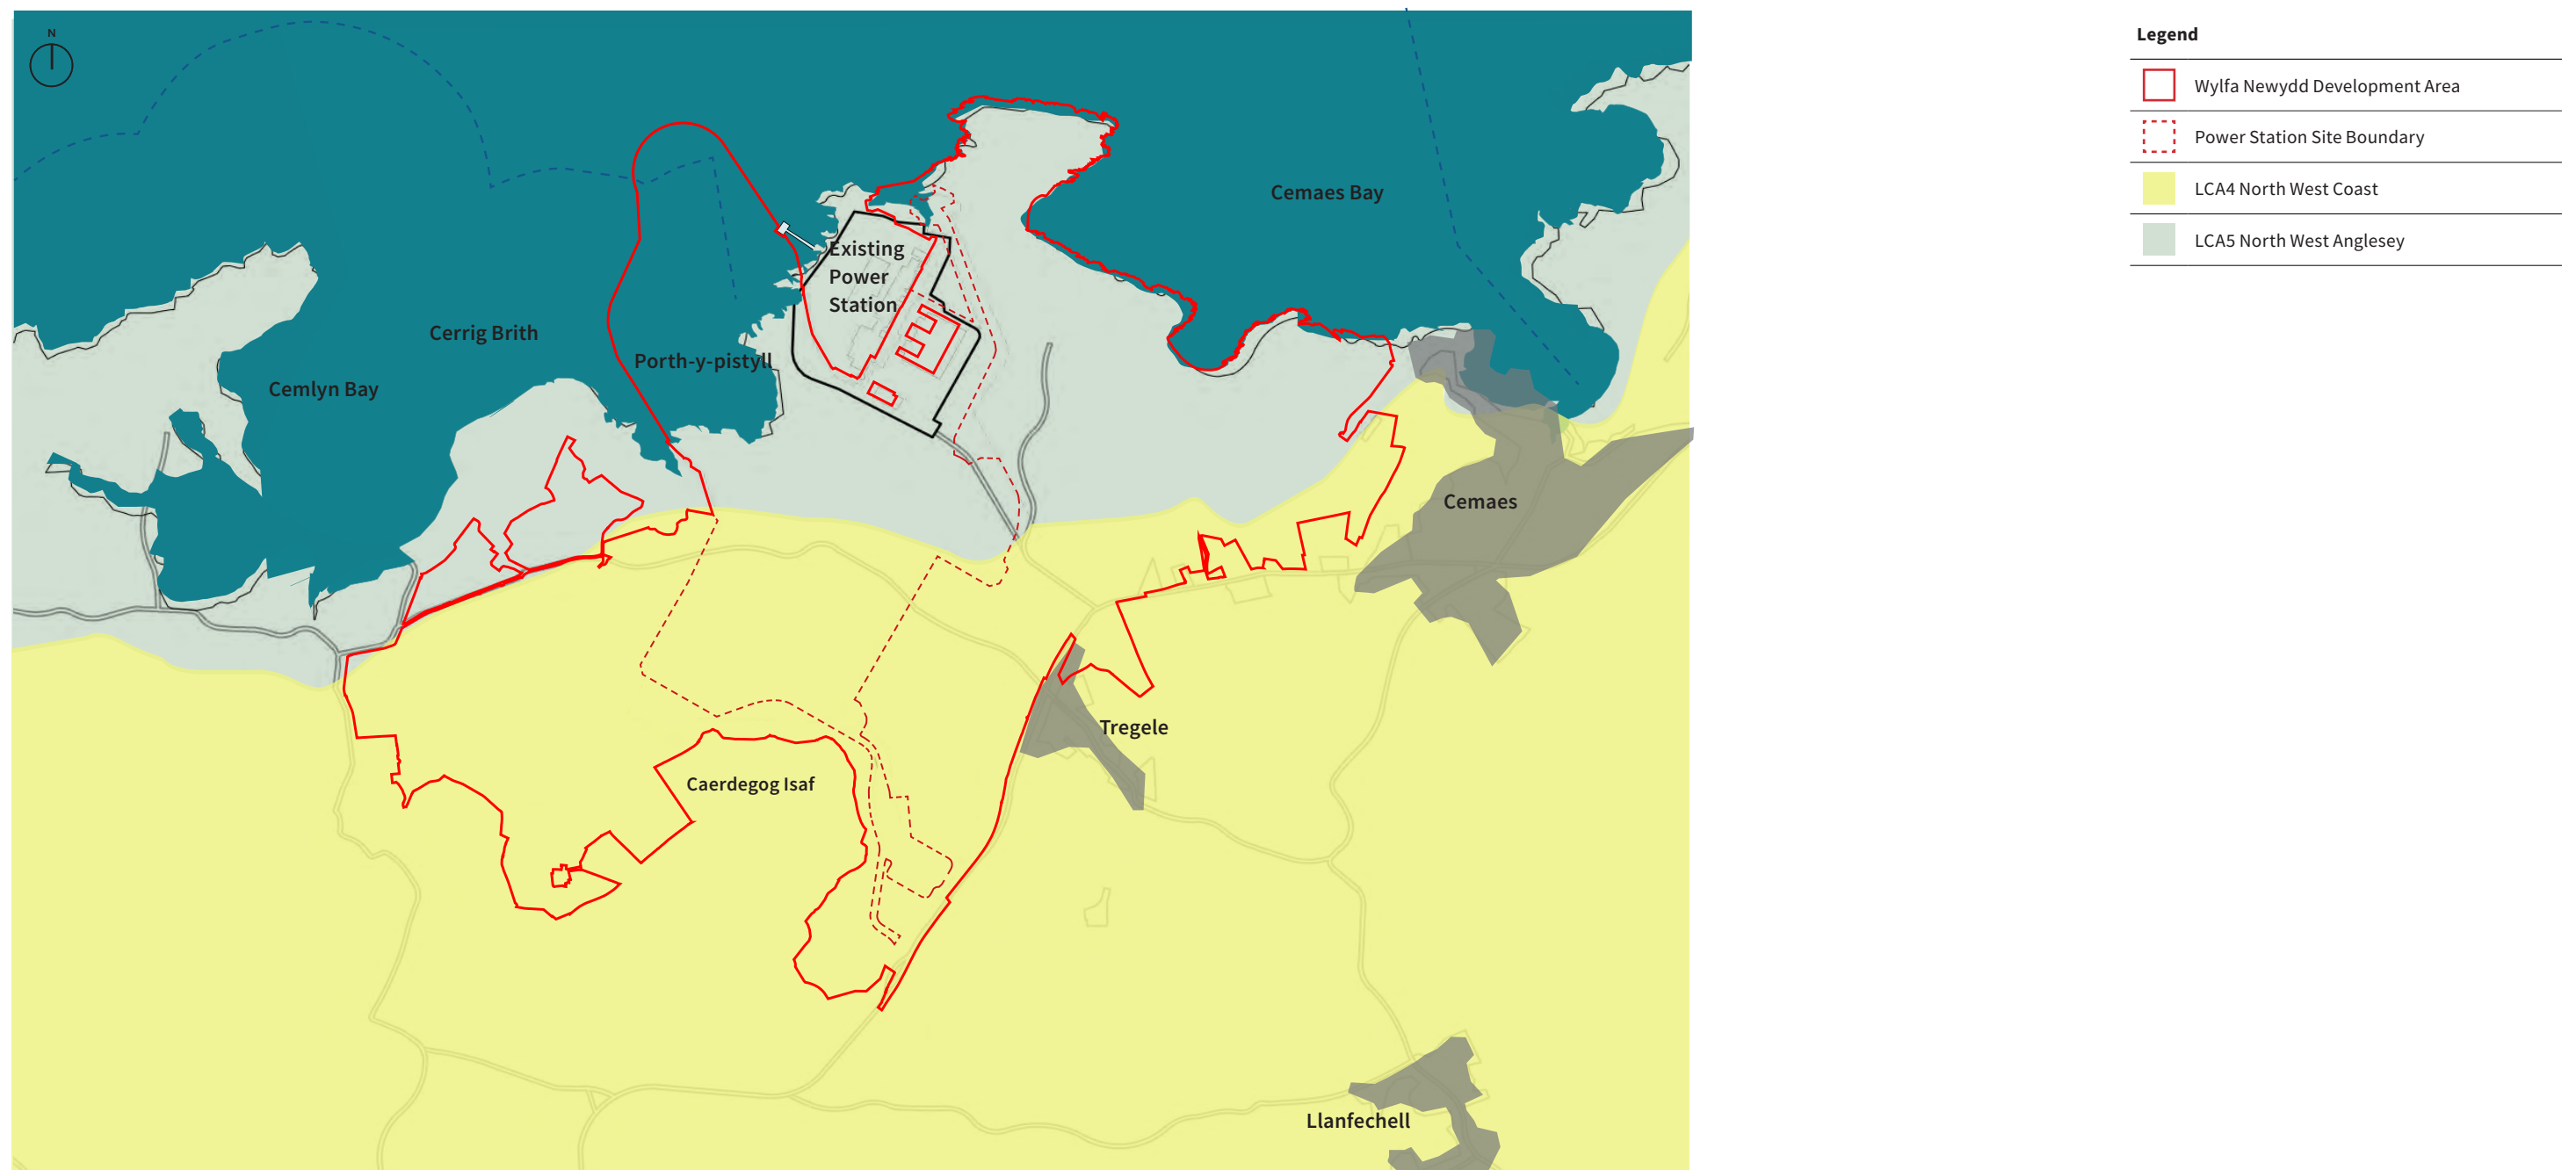 N
Cemaes Bay
Existing
Power
Station
Cerrig Brith
Porth-y-pistyll
Cemlyn Bay
Cemaes
Tregele
Caerdegog Isaf
Llanfechell
Legend
Wylfa Newydd Development Area
Power Station Site Boundary
LCA4 North West Coast
LCA5 North West Anglesey